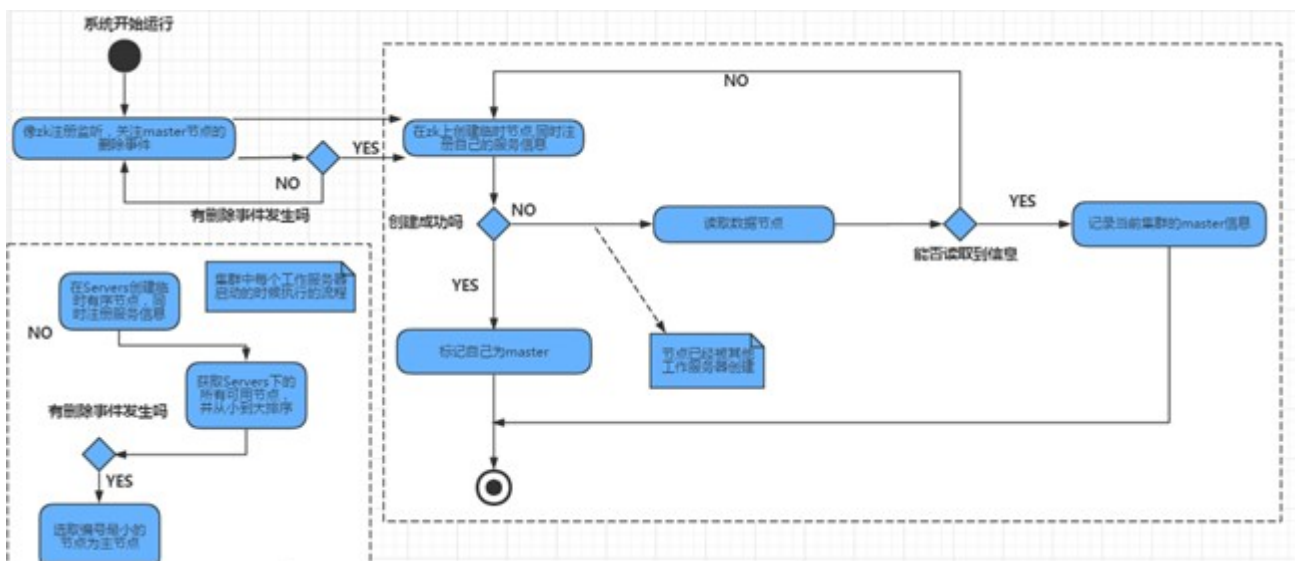 系统开始运行
像zk注册监听，关注master节点的
删除事件
YES
NO
有删除事件发生吗
在zk上创建临时节点,同时注
册自己的服务信息
NO
创建成功吗
NO
读取数据节点
YES
能否读取到信息
记录当前集群的master信息
YES
标记自己为master
节点已经被其他
工作服务器创建
在Servers创建临
时有序节点，同
时注册服务信息
集群中每个工作服务器
启动的时候执行的流程
NO
获取Servers下的
所有可用节点，
并从小到大排序
有删除事件发生吗
YES
选取编号最小的
节点为主节点